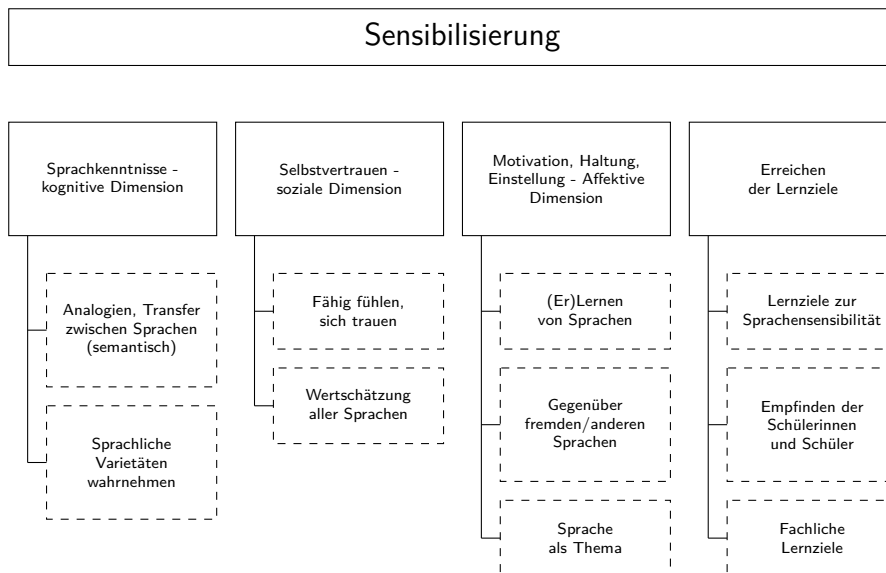 Sensibilisierung
Sprachkenntnisse -
kognitive Dimension
Analogien, Transfer
zwischen Sprachen
(semantisch)
Sprachliche
Varietäten
wahrnehmen
Selbstvertrauen -
soziale Dimension
Fähig fühlen,
sich trauen
Wertschätzung
aller Sprachen
Motivation, Haltung,
Einstellung - Affektive
Dimension
(Er)Lernen
von Sprachen
Gegenüber
fremden/anderen
Sprachen
Sprache
als Thema
Erreichen
der Lernziele
Lernziele zur
Sprachensensibilität
Empfinden der
Schülerinnen
und Schüler
Fachliche
Lernziele